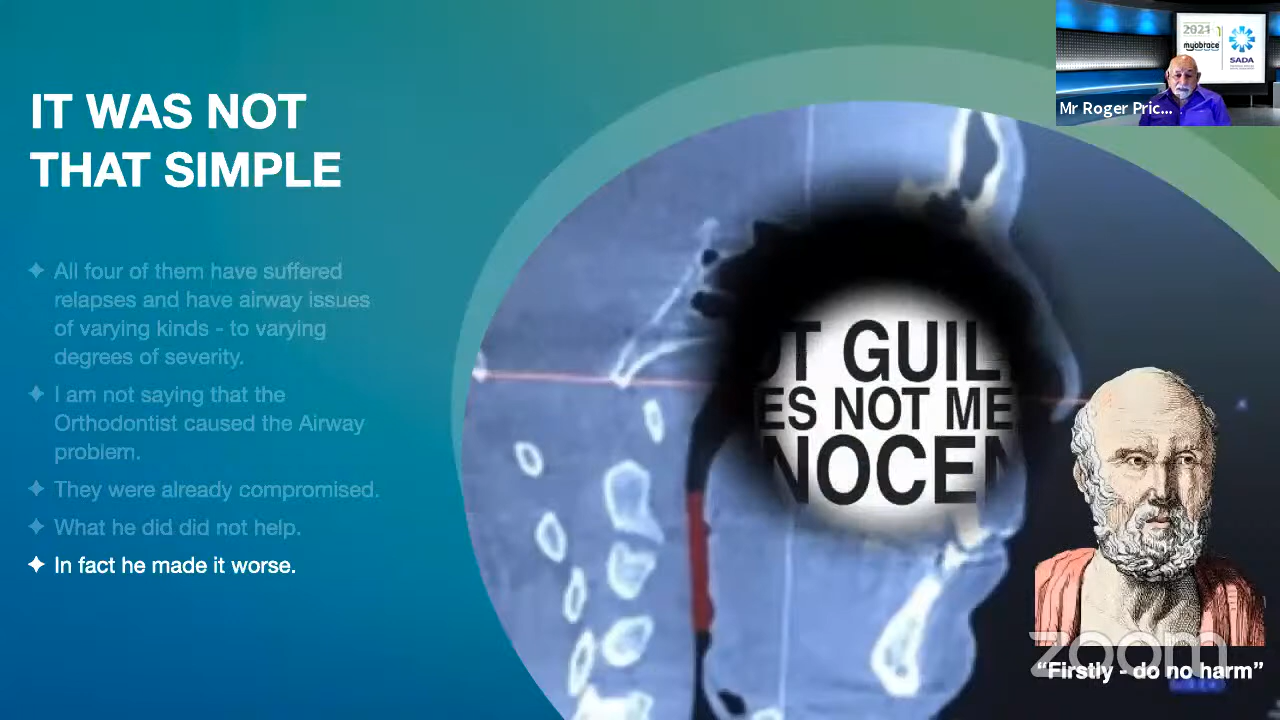 IT WAS NOT
THAT SIMPLE
✦ All four of them have suffered
relapses and have airway issues
of varying kinds - to varying
degrees of severity.
✦ I am not saying that the
Orthodontist caused the Airway
problem.
✦ They were already compromised.
✦ What he did did not help.
✦ In fact he made it worse.
UT GUIL
ES NOT ME
NOCEN
2021
myobrace
SADA
Mr Roger Pric...
zoom
“Firstly - do no harm”